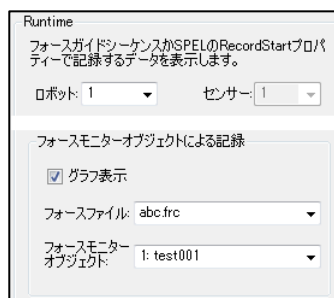 Runtime
フォースガイドシーケンスかSPELのRecordStartプロパ
ティーで記録するデータを表示します。
ロボット: 1 センサー: 1
フォースモニターオブジェクトによる記録
グラフ表示
フォースファイル: abc.frc
フォースモニター
オブジェクト: 1: test001